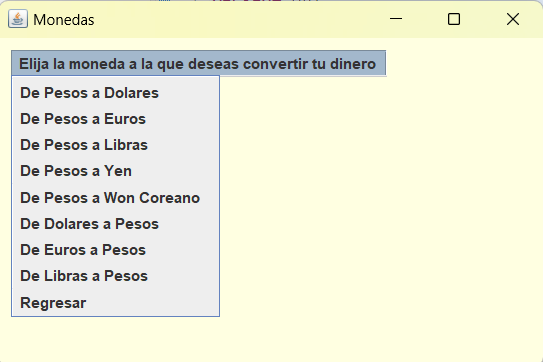 Monedas
Elija la moneda a la que deseas convertir tu dinero
De Pesos a Dolares
De Pesos a Euros
De Pesos a Libras
De Pesos a Yen
De Pesos a Won Coreano
De Dolares a Pesos
De Euros a Pesos
De Libras a Pesos
Regresar